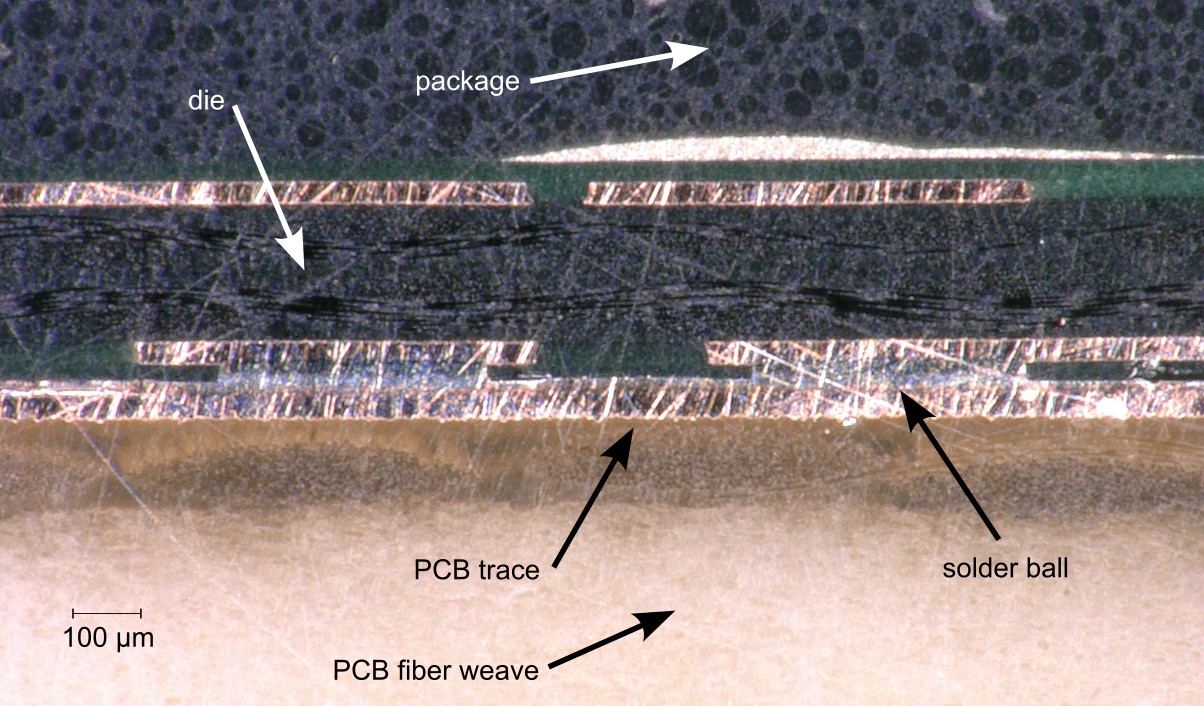 package
die
PCB trace
solder ball
100 µm
PCB fiber weave